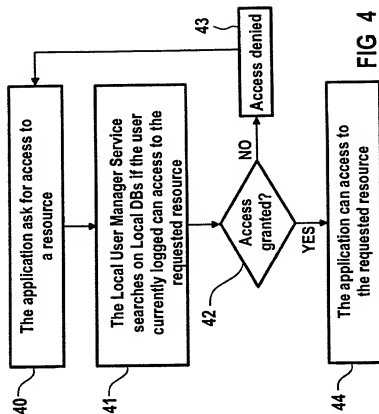 40
The application ask for access to
a resource
41
The Local User Manager Service
searches on Local DBs if the user
currently logged can access to the
requested resource
42
Access
granted?
NO
43
Access denied
YES
44
The application can access to
the requested resource
FIG 4